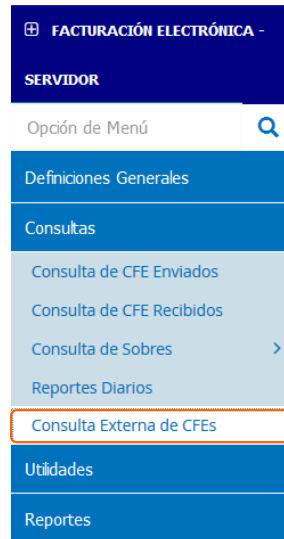 FACTURACIÓN ELECTRÓNICA -
SERVIDOR
Opción de Menú
Definiciones Generales
Consultas
Consulta de CFE Enviados
Consulta de CFE Recibidos
Consulta de Sobres
Reportes Diarios
Consulta Externa de CFEs
Utilidades
Reportes